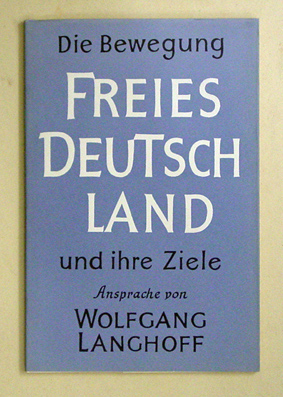 Die Bewegung
FREIES
DEUTSCH
LAND
und ihre Ziele
Ansprache von
WOLFGANG
LANGHOFF